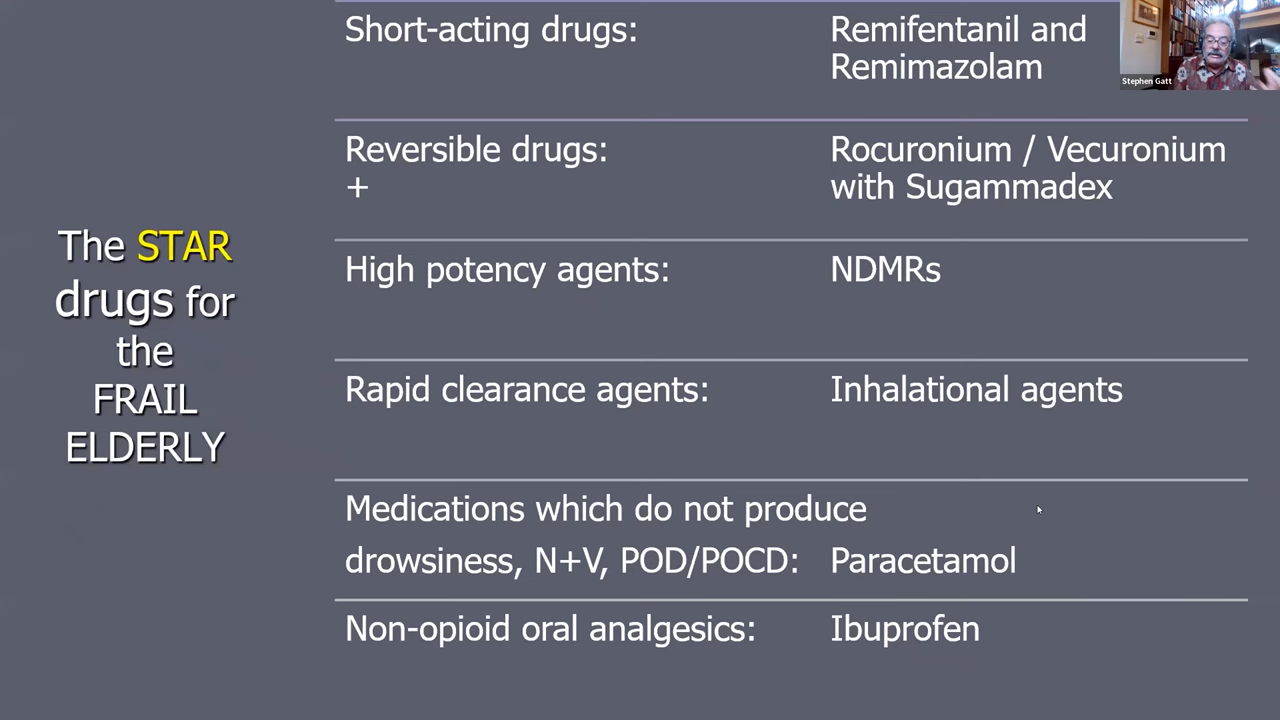 The STAR
drugs for
the
FRAIL
ELDERLY
Short-acting drugs:
Remifentanil and
Remimazolam
Reversible drugs:
+
Rocuronium / Vecuronium
with Sugammadex
High potency agents:
NDMRs
Rapid clearance agents:
Inhalational agents
Medications which do not produce
drowsiness, N+V, POD/POCD:
Paracetamol
Non-opioid oral analgesics:
Ibuprofen
Stephen Gatt